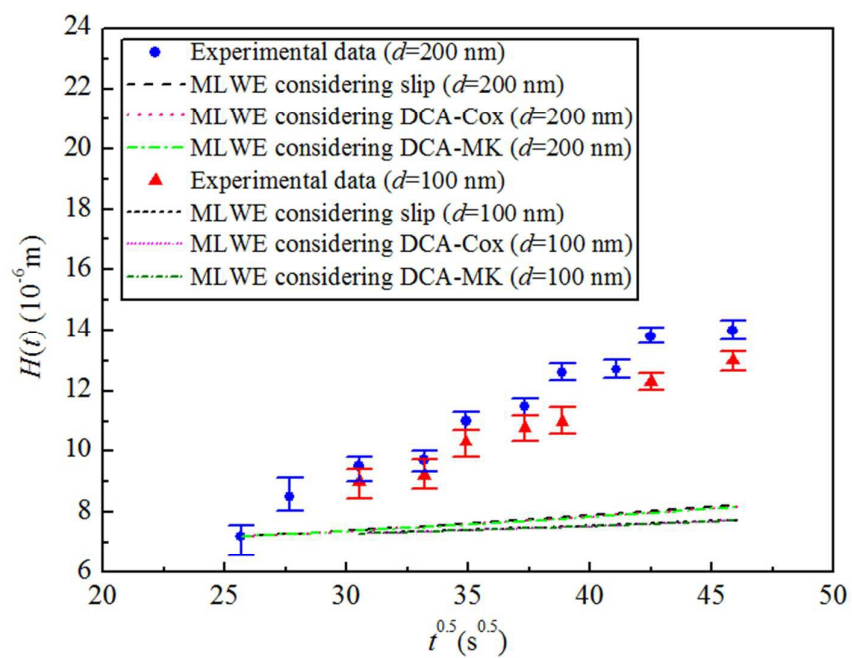 24
22
20
18
16
14
12
10
8
6
H(t) (10⁻⁶m)
Experimental data (d=200 nm)
MLWE considering slip (d=200 nm)
MLWE considering DCA-Cox (d=200 nm)
MLWE considering DCA-MK (d=200 nm)
Experimental data (d=100 nm)
MLWE considering slip (d=100 nm)
MLWE considering DCA-Cox (d=100 nm)
MLWE considering DCA-MK (d=100 nm)
20 25 30 35 40 45 50
t^0.5(s^0.5)